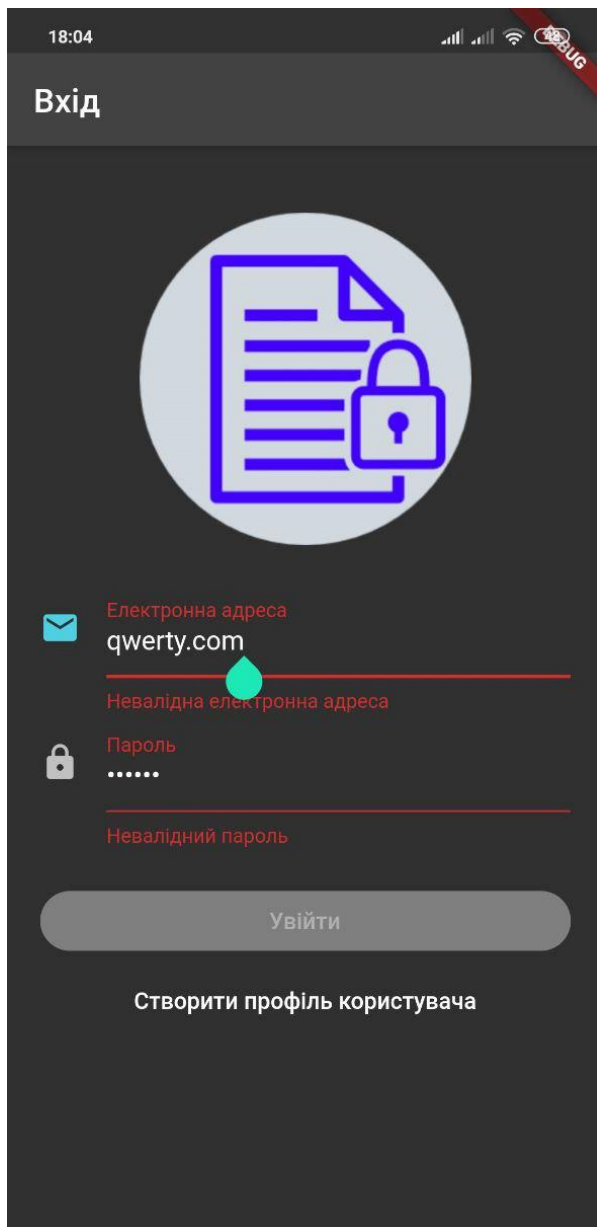 18:04
DEBUG
Вхід
Електронна адреса
qwerty.com
Невалідна електронна адреса
Пароль
••••••
Невалідний пароль
Увійти
Створити профіль користувача